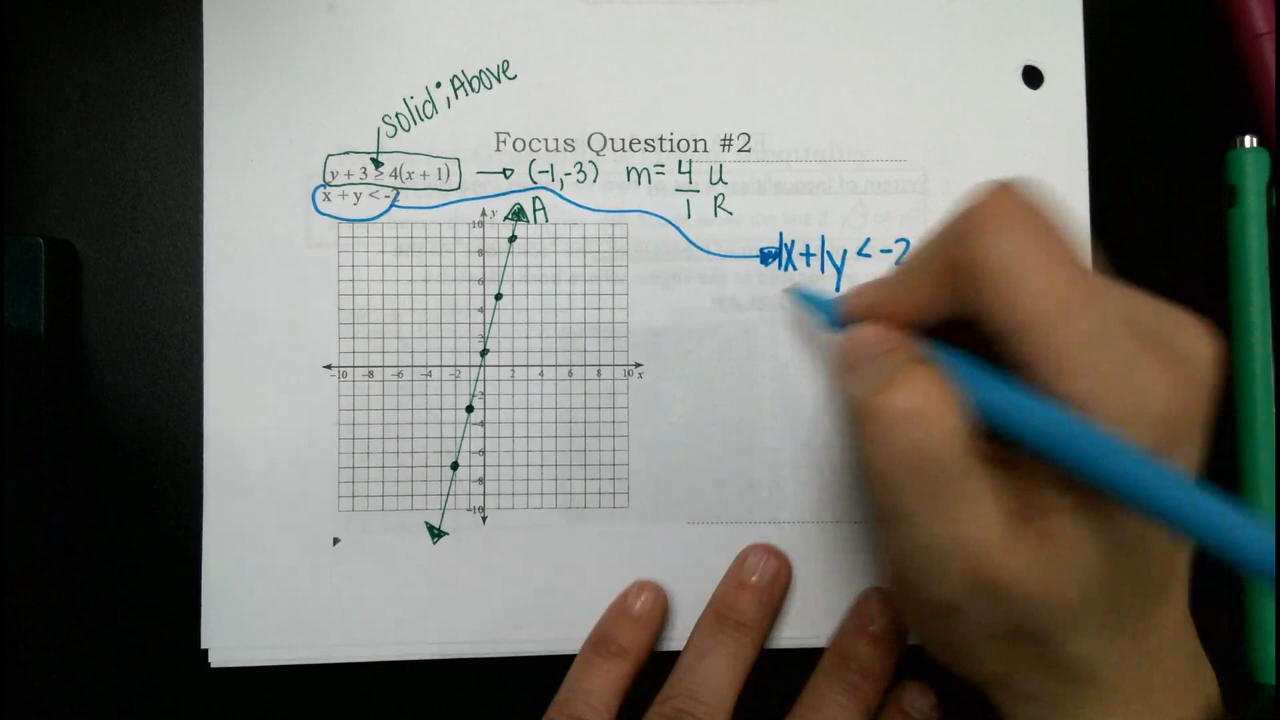 solid; Above
Focus Question #2
y + 3 ≥ 4(x + 1) → (-1,-3) m = 4/1 U R
x + y < -2
A
1x+1y < -2
y
10
8
6
4
2
-10 -8 -6 -4 -2 2 4 6 8 10 x
-2
-4
-6
-8
-10